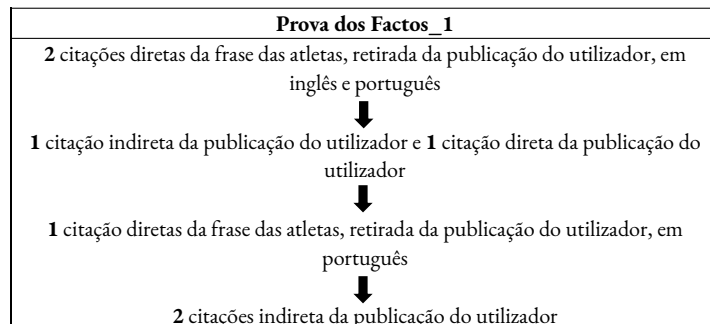 Prova dos Factos_1
2 citações diretas da frase das atletas, retirada da publicação do utilizador, em
inglês e português
1 citação indireta da publicação do utilizador e 1 citação direta da publicação do
utilizador
1 citação diretas da frase das atletas, retirada da publicação do utilizador, em
português
2 citações indireta da publicação do utilizador